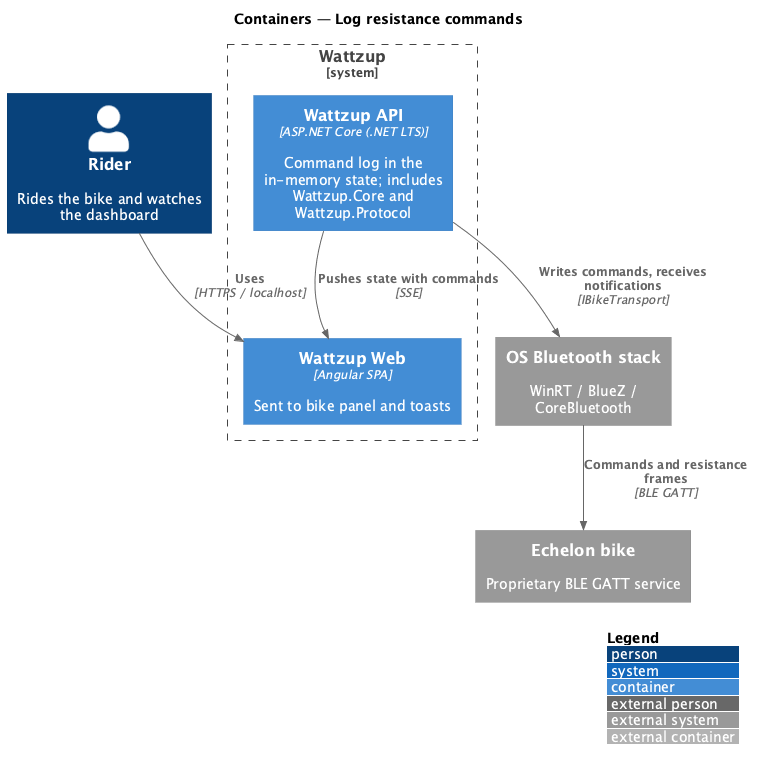 Containers — Log resistance commands
Wattzup
[system]
Wattzup API
[ASP.NET Core (.NET LTS)]
Command log in the
in-memory state; includes
Wattzup.Core and
Wattzup.Protocol
Rider
Rides the bike and watches
the dashboard
Uses
[HTTPS / localhost]
Pushes state with commands
[SSE]
Writes commands, receives
notifications
[IBikeTransport]
Wattzup Web
[Angular SPA]
Sent to bike panel and toasts
OS Bluetooth stack
WinRT / BlueZ /
CoreBluetooth
Commands and resistance
frames
[BLE GATT]
Echelon bike
Proprietary BLE GATT service
Legend
person
system
container
external person
external system
external container